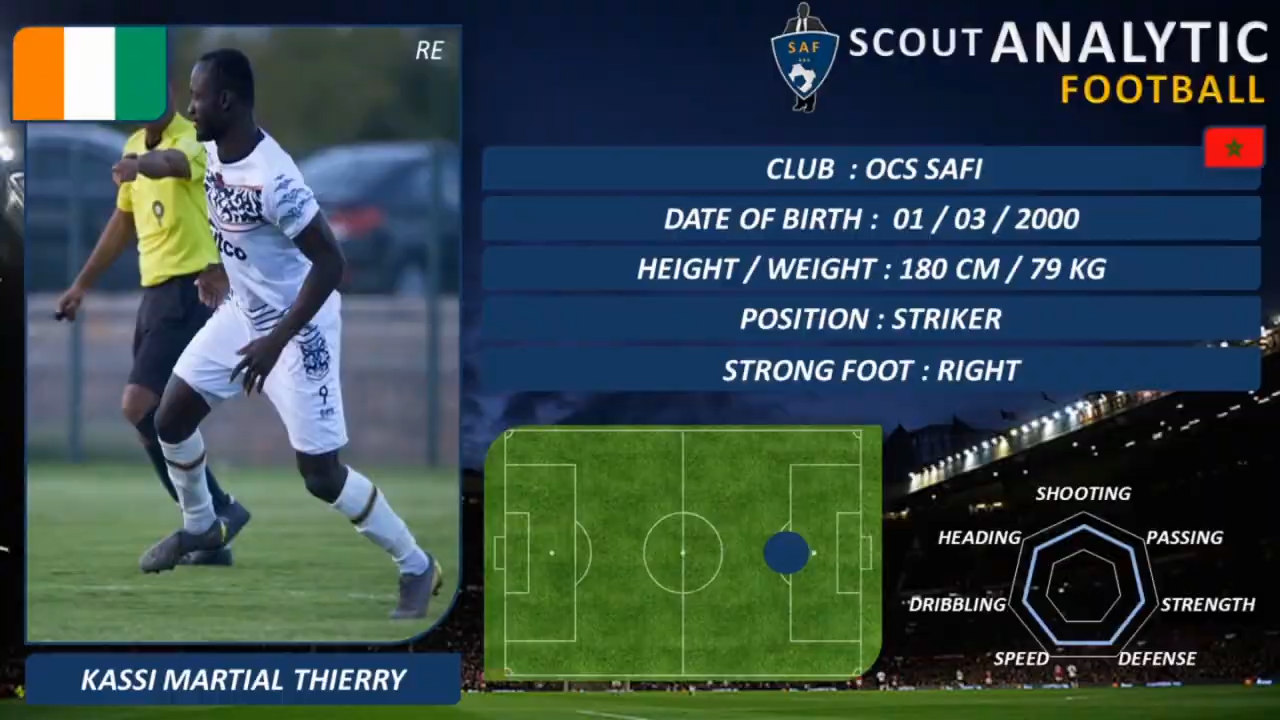 RE
SAF
SCOUT ANALYTIC
FOOTBALL
CLUB : OCS SAFI
DATE OF BIRTH : 01 / 03 / 2000
HEIGHT / WEIGHT : 180 CM / 79 KG
POSITION : STRIKER
STRONG FOOT : RIGHT
9
SHOOTING
HEADING
PASSING
DRIBBLING
STRENGTH
SPEED
DEFENSE
KASSI MARTIAL THIERRY